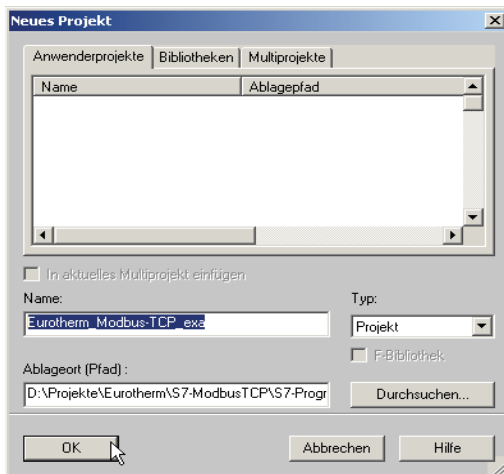 Neues Projekt
Anwenderprojekte Bibliotheken Multiprojekte
Name Ablagepfad
In aktuelles Multiprojekt einfügen
Name: Typ:
Eurotherm_Modbus-TCP_exa Projekt
F-Bibliothek
Ablageort (Pfad) :
D:\Projekte\Eurotherm\S7-ModbusTCP\S7-Progr Durchsuchen...
OK Abbrechen Hilfe